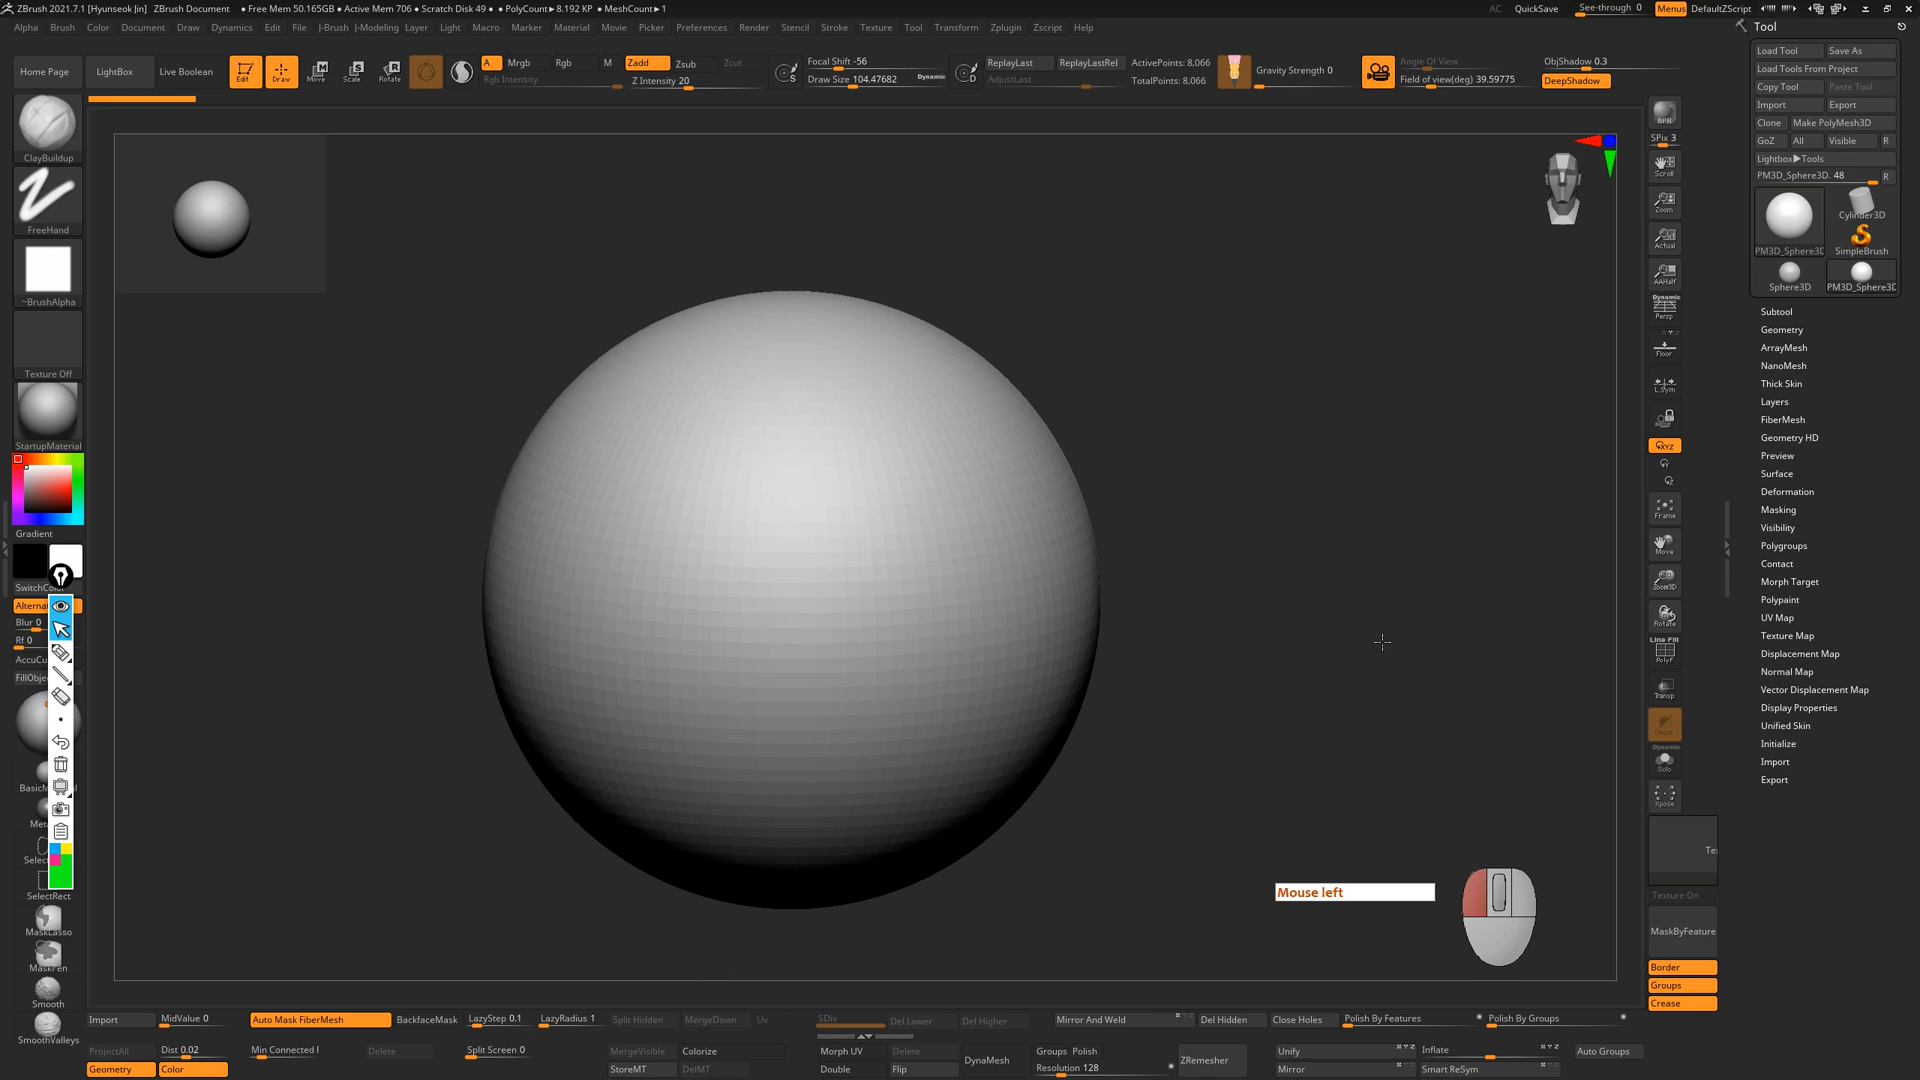 ZBrush 2021.7.1 [Hyunseok Jin] ZBrush Document • Free Mem 50.165GB • Active Mem 706 • Scratch Disk 49 • PolyCount▸8.192 KP • MeshCount▸1 AC QuickSave See-through 0 Menus DefaultZScript
Alpha Brush Color Document Draw Dynamics Edit File J-Brush J-Modeling Layer Light Macro Marker Material Movie Picker Preferences Render Stencil Stroke Texture Tool Transform Zplugin Zscript Help
Home Page LightBox Live Boolean Edit Draw Move Scale Rotate
A Mrgb Rgb M Zadd Zsub Zcut
Rgb Intensity Z Intensity 20
Focal Shift -56
Draw Size 104.47682 Dynamic
S D
ReplayLast ReplayLastRel
AdjustLast
ActivePoints: 8,066
TotalPoints: 8,066
Gravity Strength 0
Angle Of View
Field of view(deg) 39.59775
ObjShadow 0.3
DeepShadow
ClayBuildup
FreeHand
~BrushAlpha
Texture Off
StartupMaterial
Gradient
SwitchColor
Alterna
Blur 0
Rf 0
AccuCu
FillObje
BasicM
Met
Select
SelectRect
MaskLasso
MaskPen
Smooth
SmoothValleys
Mouse left
BPR
SPix 3
Scroll
Zoom
Actual
AAHalf
Dynamic
Persp
Floor
L.Sym
XYZ
Frame
Move
Zoom3D
Rotate
Line Fill
PolyF
Transp
Ghost
Dynamic
Solo
Xpose
Te
Texture On
MaskByFeature
Border
Groups
Crease
Tool
Load Tool Save As
Load Tools From Project
Copy Tool Paste Tool
Import Export
Clone Make PolyMesh3D
GoZ All Visible R
Lightbox▶Tools
PM3D_Sphere3D. 48 R
PM3D_Sphere3D Cylinder3D
SimpleBrush
Sphere3D PM3D_Sphere3D
Subtool
Geometry
ArrayMesh
NanoMesh
Thick Skin
Layers
FiberMesh
Geometry HD
Preview
Surface
Deformation
Masking
Visibility
Polygroups
Contact
Morph Target
Polypaint
UV Map
Texture Map
Displacement Map
Normal Map
Vector Displacement Map
Display Properties
Unified Skin
Initialize
Import
Export
Import MidValue 0 Auto Mask FiberMesh BackfaceMask LazyStep 0.1 LazyRadius 1 Split Hidden MergeDown Uv SDiv Del Lower Del Higher Mirror And Weld Del Hidden Close Holes Polish By Features Polish By Groups
ProjectAll Dist 0.02 Min Connected Delete Split Screen 0 MergeVisible Colorize Morph UV Delete DynaMesh Groups Polish ZRemesher Unify Inflate Auto Groups
Geometry Color StoreMT DelMT Double Flip Resolution 128 Mirror Smart ReSym